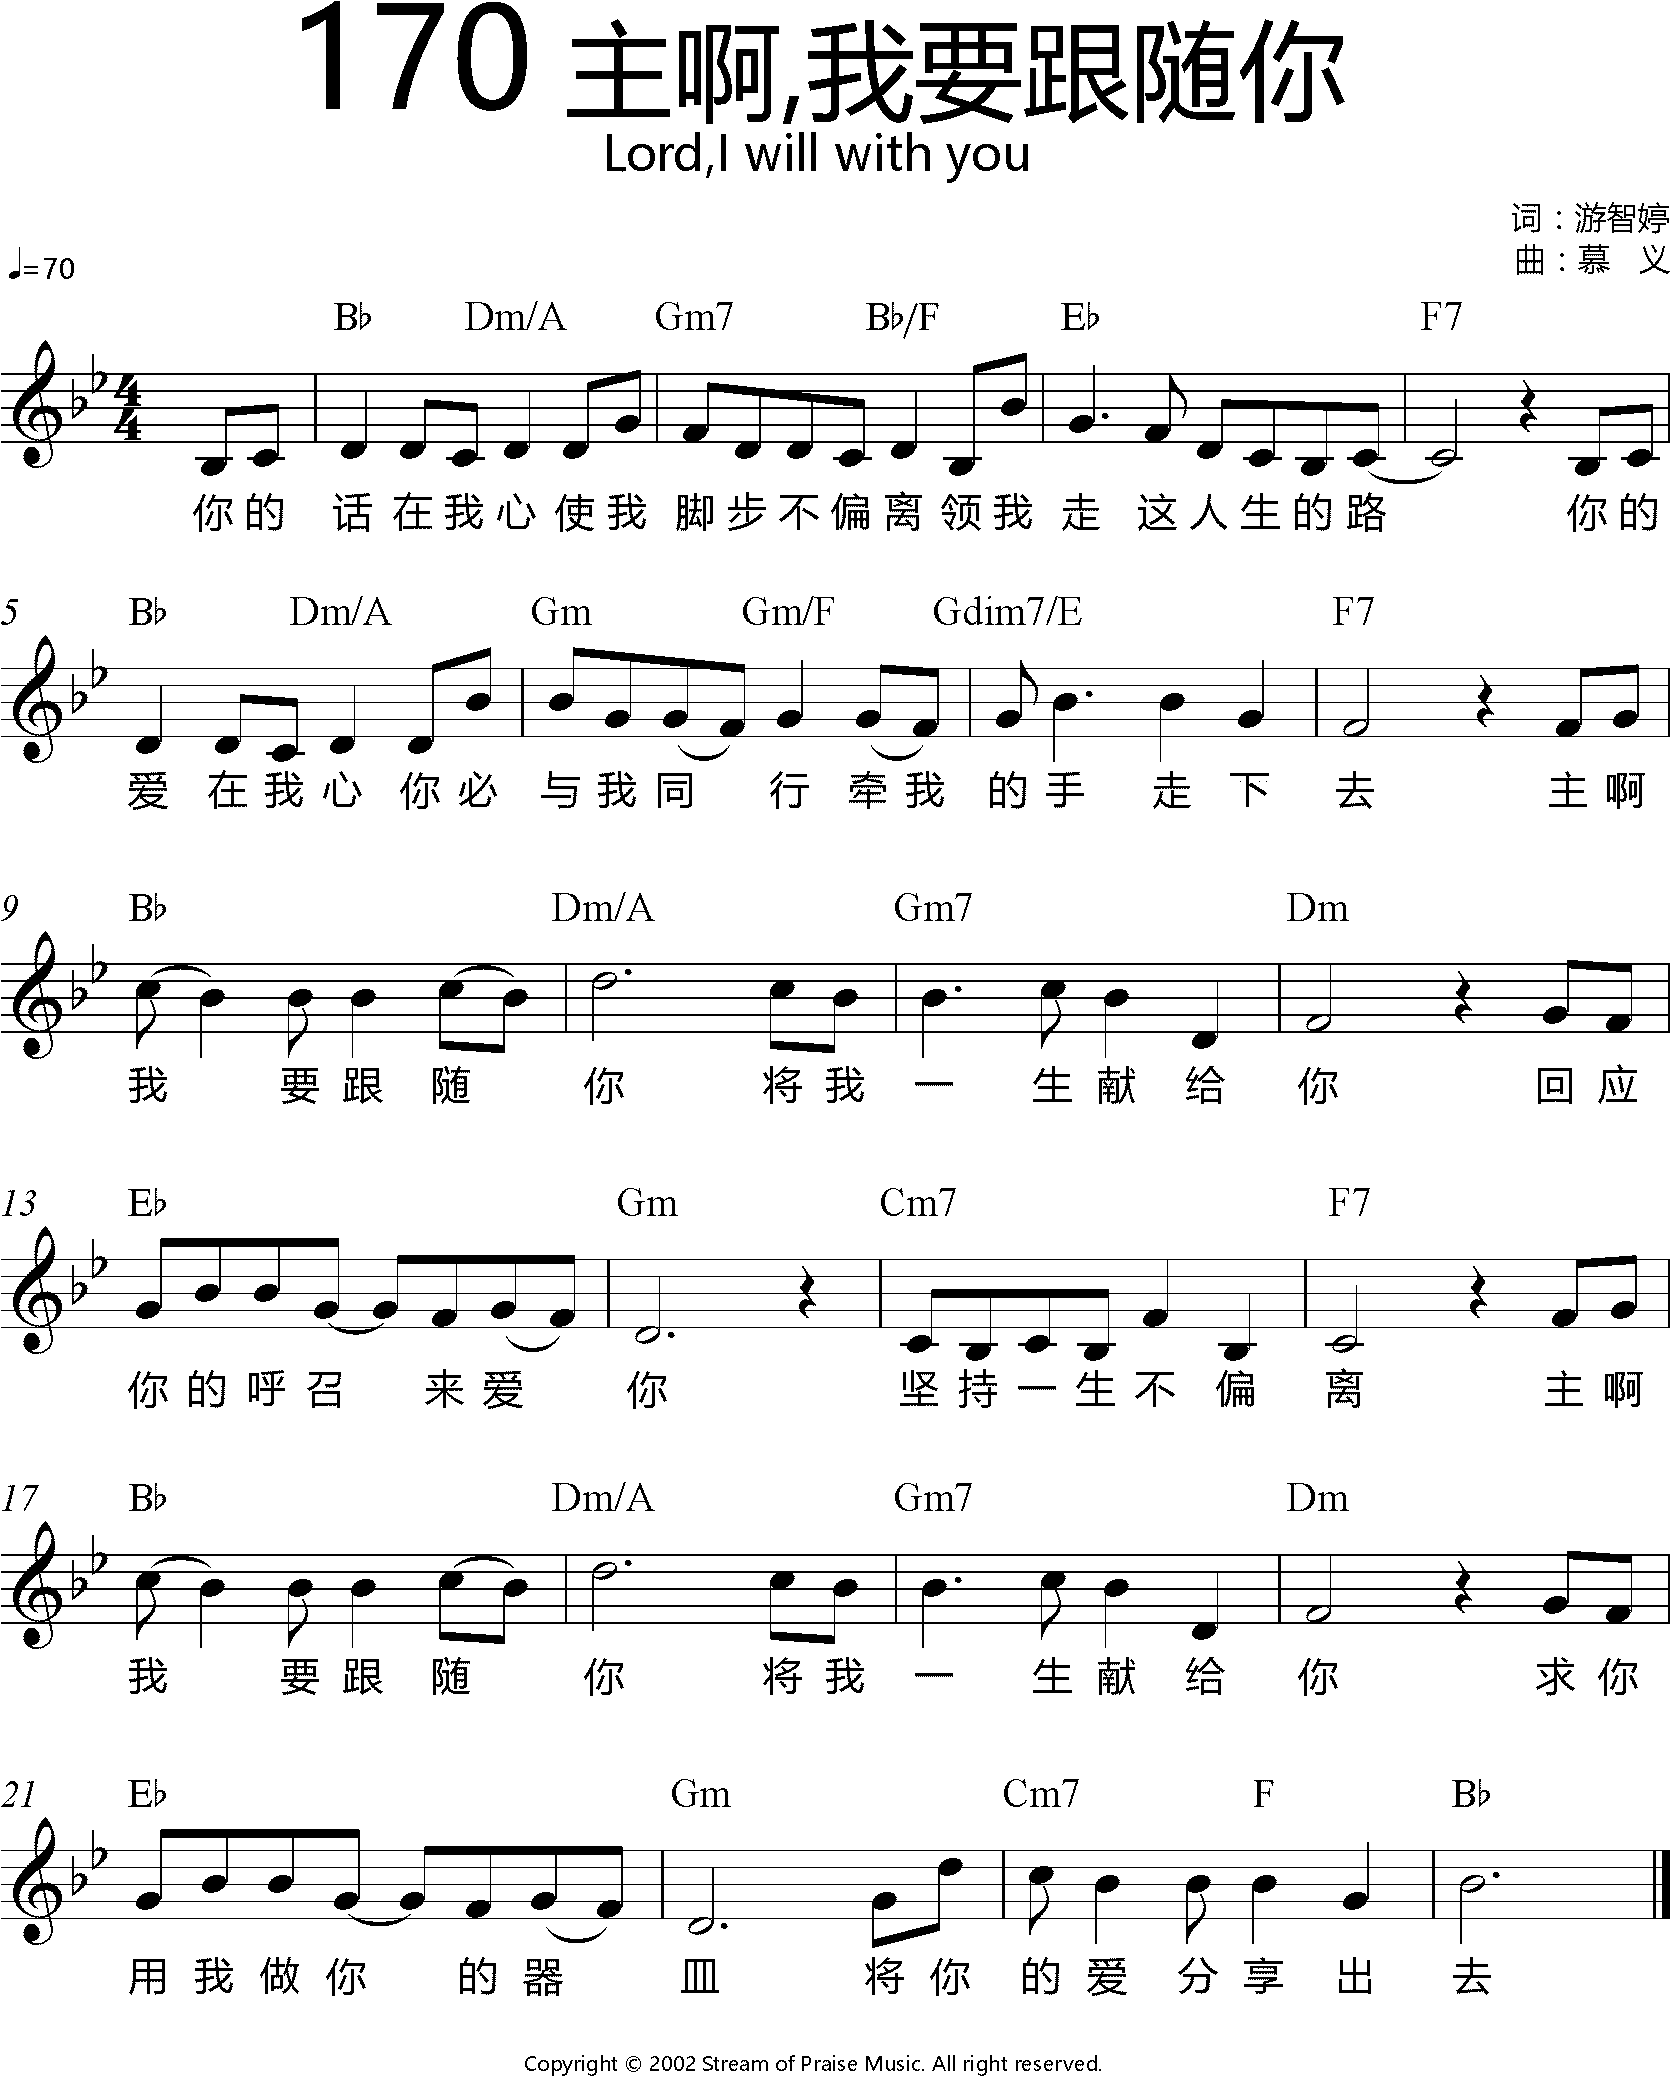 170 主啊,我要跟随你
Lord,I will with you
词：游智婷
♩=70
曲：慕 义
B♭ Dm/A Gm7 B♭/F E♭ F7
4
4
你的 话在我心使我 脚步不偏离领我 走 这人生的路 你的
5 B♭ Dm/A Gm Gm/F Gdim7/E F7
爱 在我心 你必 与我同 行 牵我 的手 走 下 去 主啊
9 B♭ Dm/A Gm7 Dm
我 要跟 随 你 将我 一 生献 给 你 回应
13 E♭ Gm Cm7 F7
你的呼召 来爱 你 坚持一生不偏 离 主啊
17 B♭ Dm/A Gm7 Dm
我 要跟 随 你 将我 一 生献 给 你 求你
21 E♭ Gm Cm7 F B♭
用我做你 的器 皿 将你 的爱 分享 出 去
Copyright © 2002 Stream of Praise Music. All right reserved.